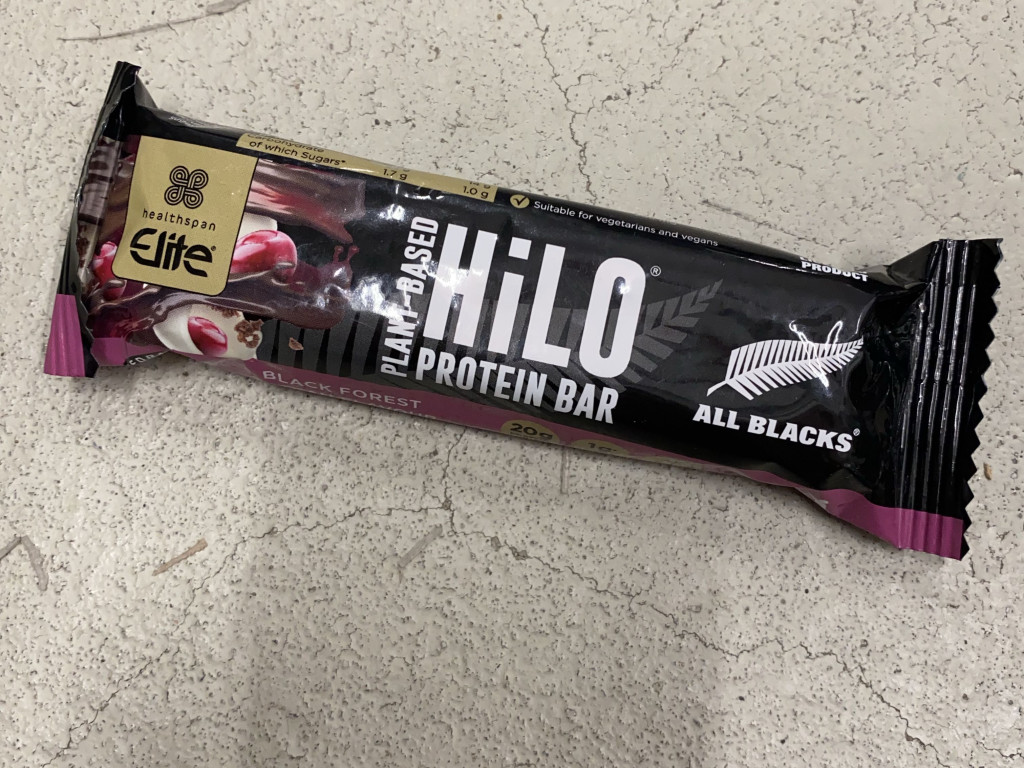 of which Sugars*
1.7 g
1.0 g
Suitable for vegetarians and vegans
PRODUCT
healthspan
Elite®
PLANT-BASED
HiLO®
PROTEIN BAR
ALL BLACKS®
BLACK FOREST
20g